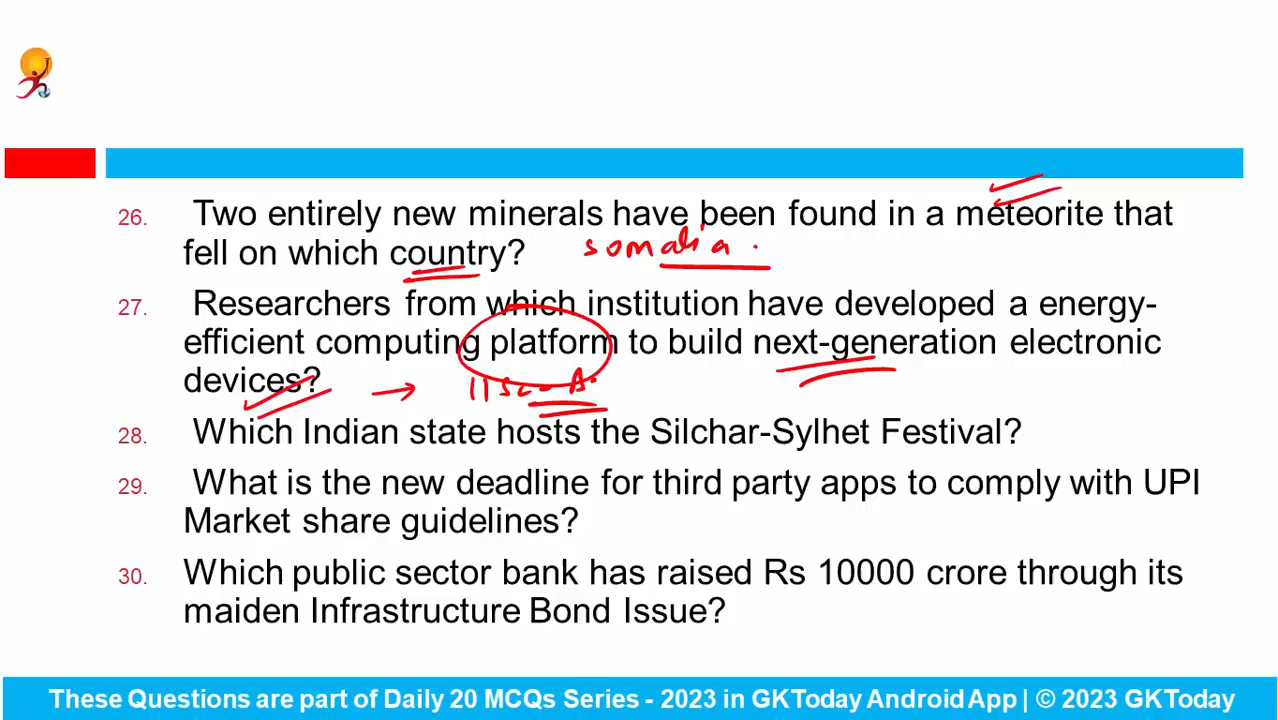 26. Two entirely new minerals have been found in a meteorite that
fell on which country? somalia.
27. Researchers from which institution have developed a energy-
efficient computing platform to build next-generation electronic
devices? → IISc - A.
28. Which Indian state hosts the Silchar-Sylhet Festival?
29. What is the new deadline for third party apps to comply with UPI
Market share guidelines?
30. Which public sector bank has raised Rs 10000 crore through its
maiden Infrastructure Bond Issue?
These Questions are part of Daily 20 MCQs Series - 2023 in GKToday Android App | © 2023 GKToday